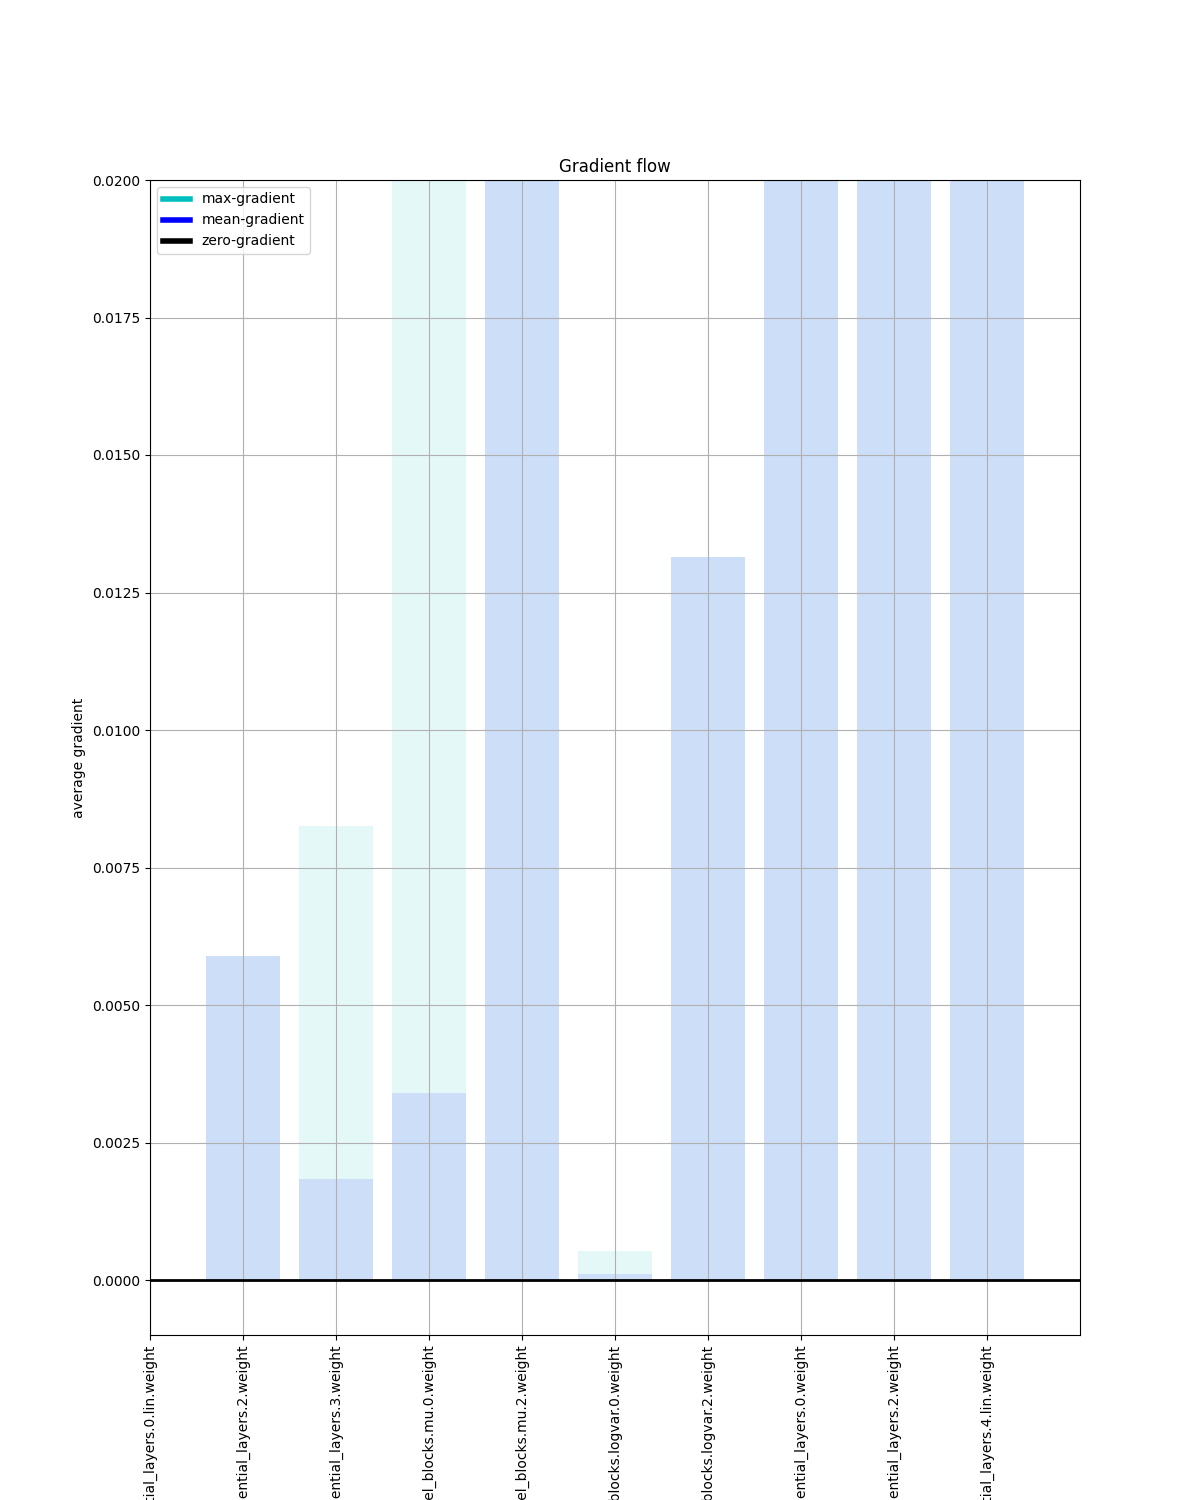 Gradient flow
max-gradient
mean-gradient
zero-gradient
0.0200
0.0175
0.0150
0.0125
0.0100
0.0075
0.0050
0.0025
0.0000
average gradient
tial_layers.0.lin.weight
ential_layers.2.weight
ential_layers.3.weight
el_blocks.mu.0.weight
el_blocks.mu.2.weight
blocks.logvar.0.weight
blocks.logvar.2.weight
ential_layers.0.weight
ential_layers.2.weight
tial_layers.4.lin.weight